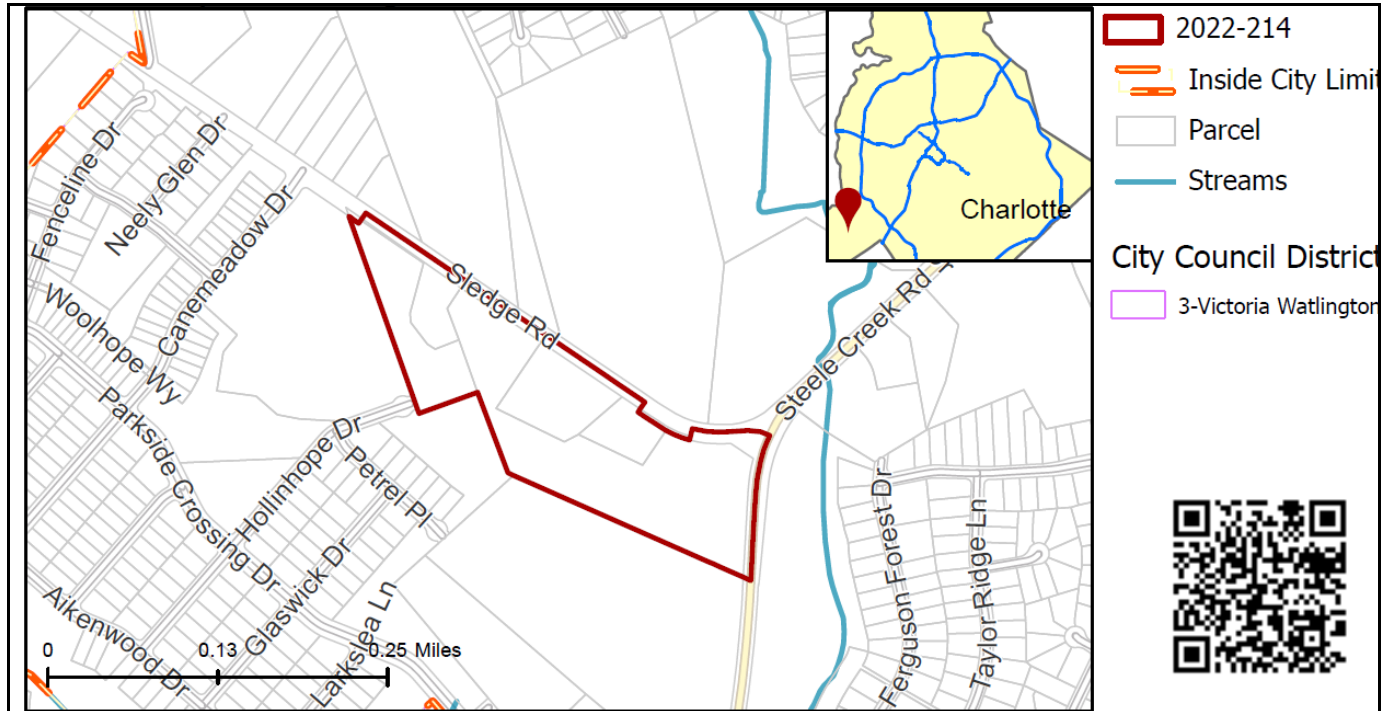 2022-214
Inside City Limit
Parcel
Streams
City Council District
3-Victoria Watlington
Charlotte
Fenceline Dr
Neely Glen Dr
Canemeadow Dr
Woolhope Wy
Parkside Crossing Dr
Sledge Rd
Steele Creek Rd
Hollinhope Dr
Petrel Pl
Glaswick Dr
Larkslea Ln
Aikenwood Dr
Ferguson Forest Dr
Taylor Ridge Ln
0 0.13 0.25 Miles